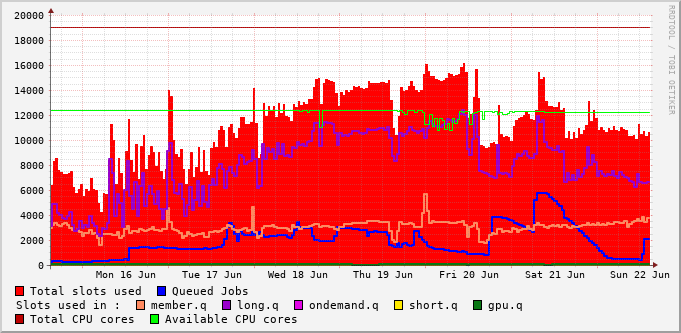 20000
18000
16000
14000
12000
10000
8000
6000
4000
2000
0
Mon 16 Jun Tue 17 Jun Wed 18 Jun Thu 19 Jun Fri 20 Jun Sat 21 Jun Sun 22 Jun
Total slots used Queued Jobs
Slots used in : member.q long.q ondemand.q short.q gpu.q
Total CPU cores Available CPU cores
RRDTOOL / TOBI OETIKER